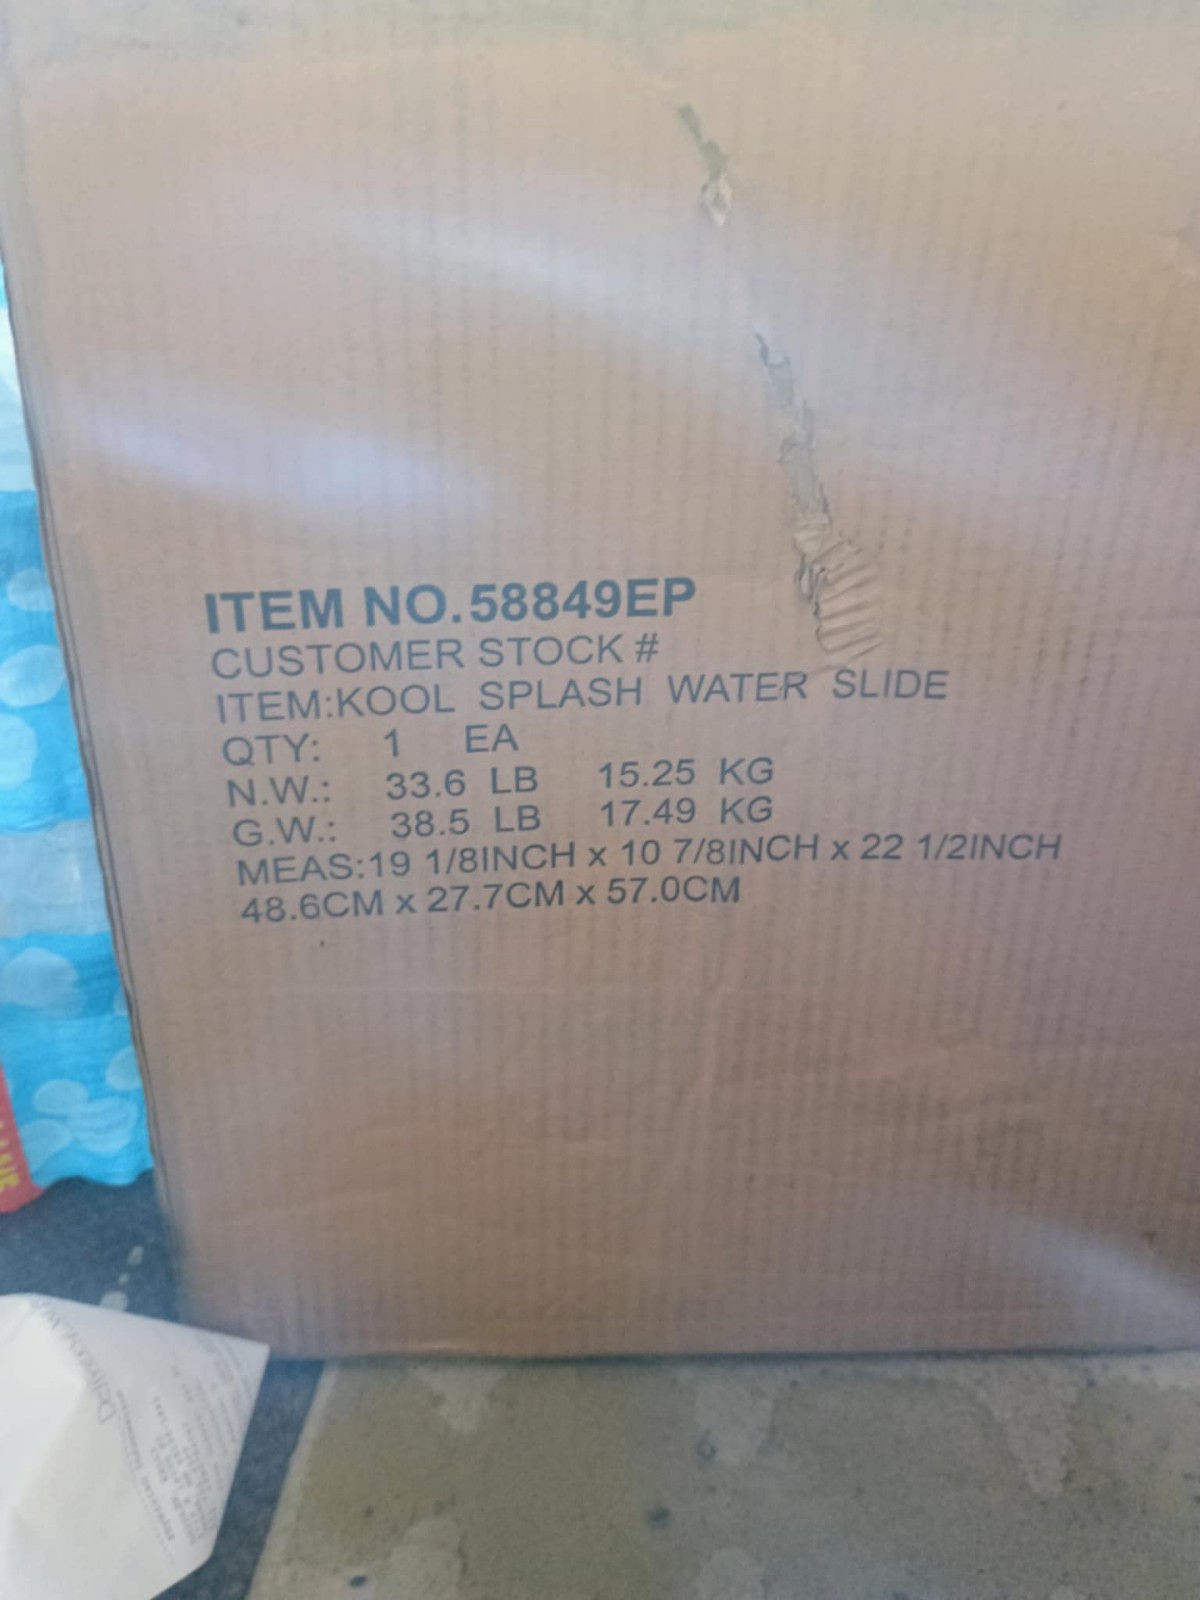 ITEM NO.58849EP
CUSTOMER STOCK #
ITEM:KOOL SPLASH WATER SLIDE
QTY: 1 EA
N.W.: 33.6 LB 15.25 KG
G.W.: 38.5 LB 17.49 KG
MEAS:19 1/8INCH x 10 7/8INCH x 22 1/2INCH
48.6CM x 27.7CM x 57.0CM